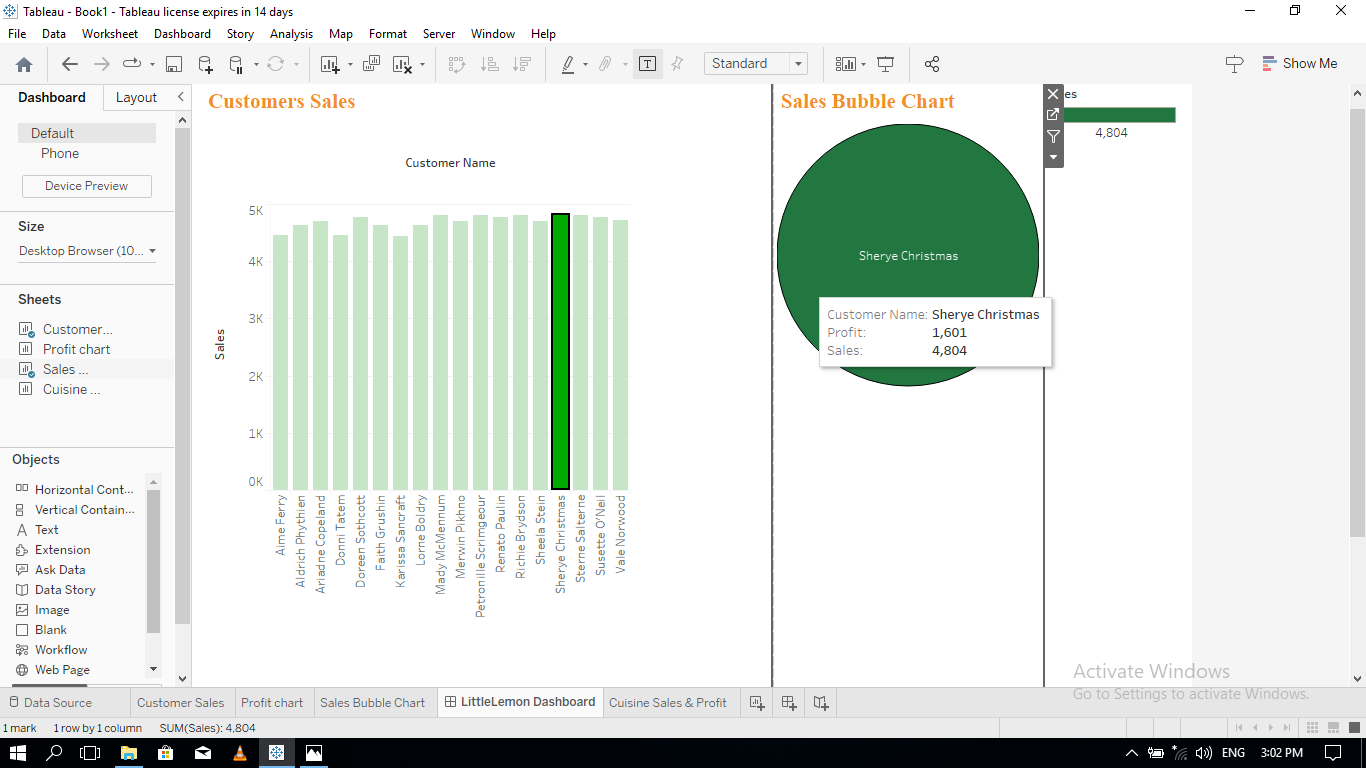 Tableau - Book1 - Tableau license expires in 14 days
File Data Worksheet Dashboard Story Analysis Map Format Server Window Help
Standard
Show Me
Dashboard Layout
Default
Phone
Device Preview
Size
Desktop Browser (10...
Sheets
Customer...
Profit chart
Sales ...
Cuisine ...
Objects
Horizontal Cont...
Vertical Contain...
Text
Extension
Ask Data
Data Story
Image
Blank
Workflow
Web Page
Customers Sales
Customer Name
Sales
5K
4K
3K
2K
1K
0K
Aime Ferry
Aldrich Phythien
Ariadne Copeland
Donni Tatem
Doreen Sothcott
Faith Grushin
Karissa Sancraft
Lorne Boldry
Mady McMennum
Merwin Pikhno
Petronille Scrimgeour
Renato Paulin
Richie Brydson
Sheela Stein
Sherye Christmas
Sterne Salterne
Susette O'Neil
Vale Norwood
Sales Bubble Chart
Sherye Christmas
Customer Name: Sherye Christmas
Profit: 1,601
Sales: 4,804
es
4,804
Activate Windows
Go to Settings to activate Windows.
Data Source Customer Sales Profit chart Sales Bubble Chart LittleLemon Dashboard Cuisine Sales & Profit
1 mark 1 row by 1 column SUM(Sales): 4,804
ENG 3:02 PM